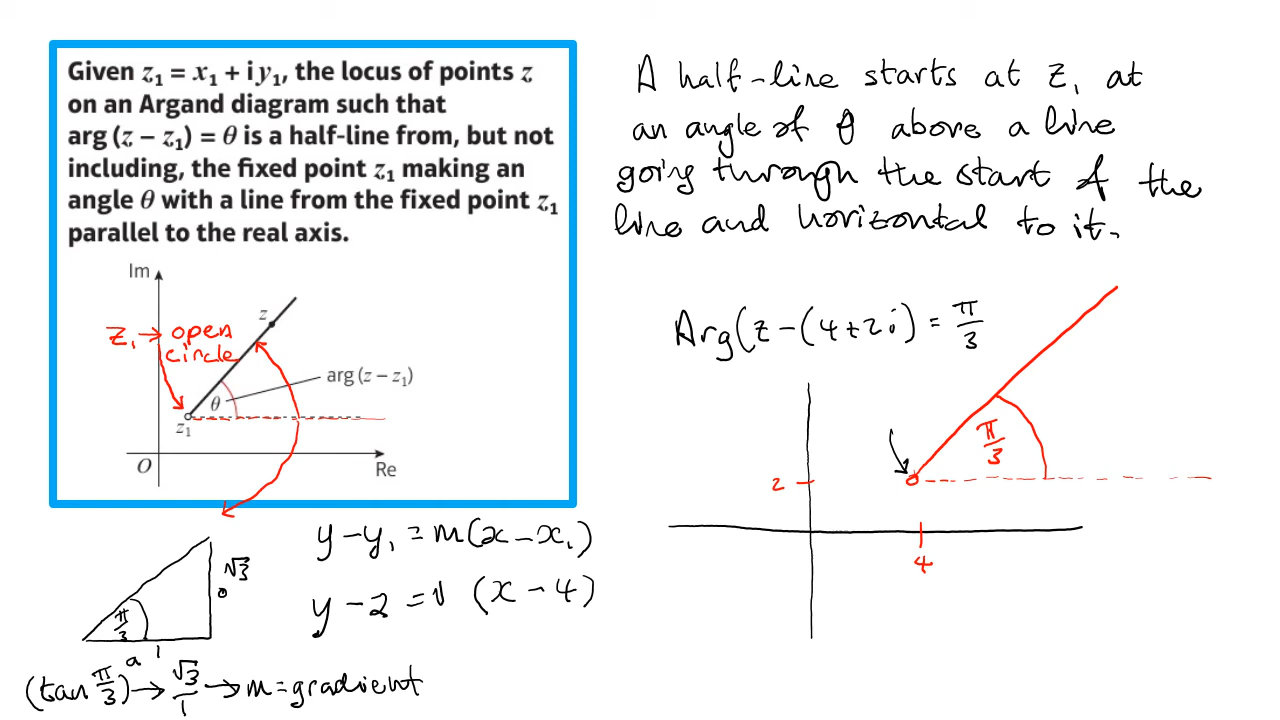 Given z₁ = x₁ + i y₁, the locus of points z
on an Argand diagram such that
arg (z − z₁) = θ is a half-line from, but not
including, the fixed point z₁ making an
angle θ with a line from the fixed point z₁
parallel to the real axis.
Im
z
z₁ → open
circle
arg (z − z₁)
θ
z₁
O
Re
A half-line starts at z₁ at
an angle of θ above a line
going through the start of the
line and horizontal to it.
Arg(z-(4+2i) = π/3
π/3
2
4
y-y₁ = m(x-x₁)
y-2 = √ (x-4)
√3
o
π/3
a 1
(tan π/3) → √3/1 → m=gradient